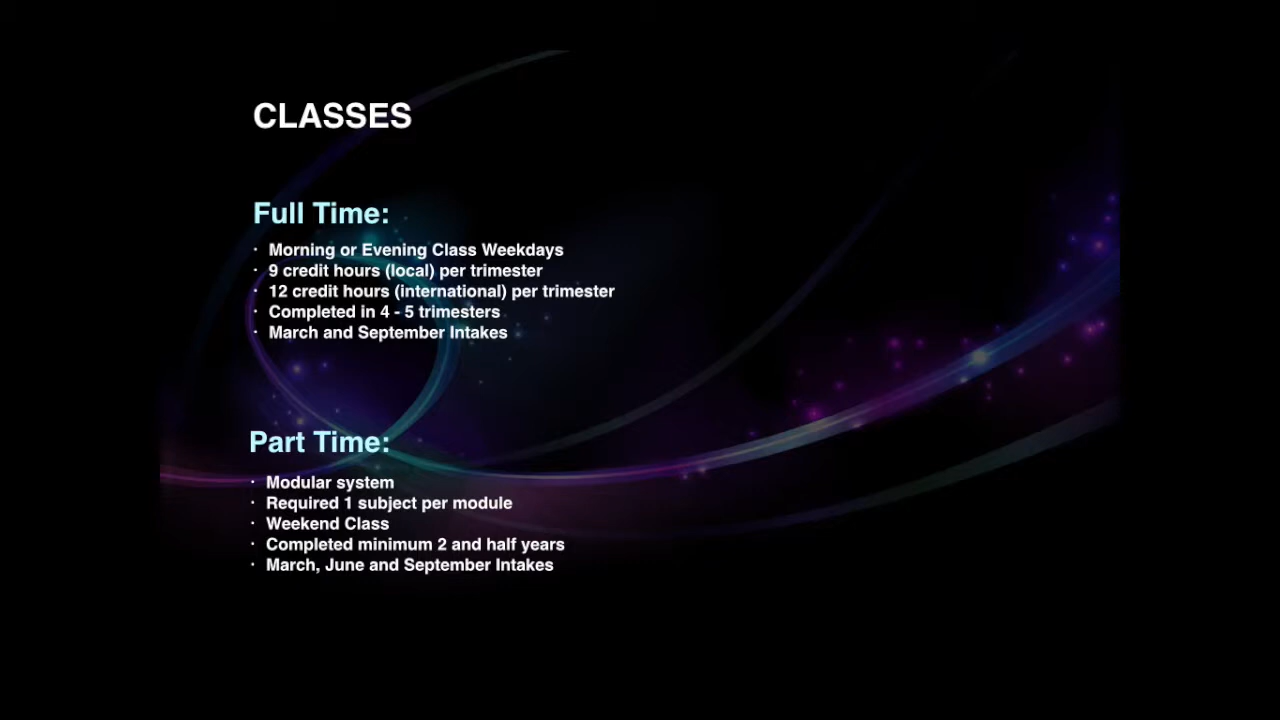 CLASSES
Full Time:
· Morning or Evening Class Weekdays
· 9 credit hours (local) per trimester
· 12 credit hours (international) per trimester
· Completed in 4 - 5 trimesters
· March and September Intakes
Part Time:
· Modular system
· Required 1 subject per module
· Weekend Class
· Completed minimum 2 and half years
· March, June and September Intakes